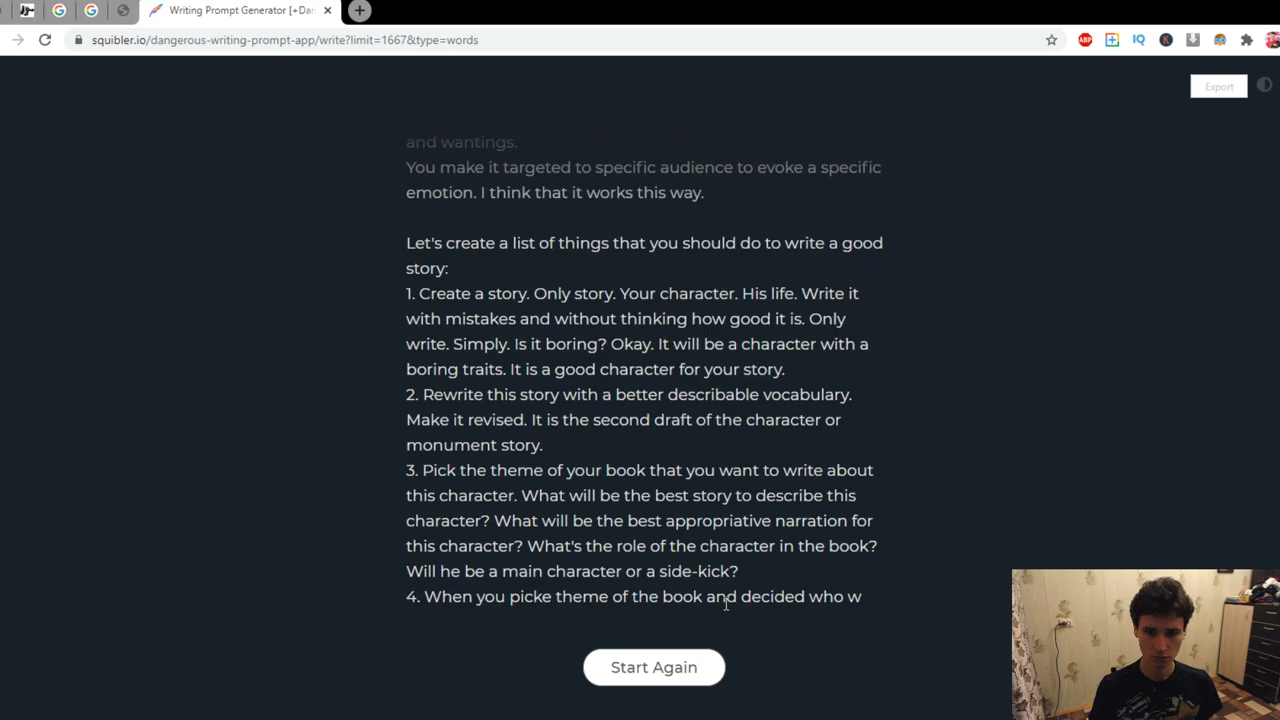 Writing Prompt Generator [+Dan
squibler.io/dangerous-writing-prompt-app/write?limit=1667&type=words
ABP
IQ
K
Export
and wantings.
You make it targeted to specific audience to evoke a specific
emotion. I think that it works this way.
Let's create a list of things that you should do to write a good
story:
1. Create a story. Only story. Your character. His life. Write it
with mistakes and without thinking how good it is. Only
write. Simply. Is it boring? Okay. It will be a character with a
boring traits. It is a good character for your story.
2. Rewrite this story with a better describable vocabulary.
Make it revised. It is the second draft of the character or
monument story.
3. Pick the theme of your book that you want to write about
this character. What will be the best story to describe this
character? What will be the best appropriative narration for
this character? What's the role of the character in the book?
Will he be a main character or a side-kick?
4. When you picke theme of the book and decided who w
Start Again